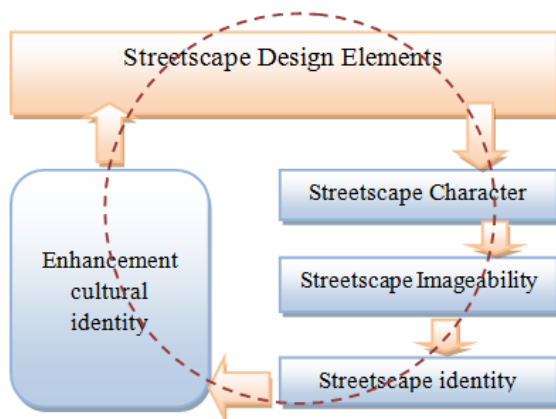 Streetscape Design Elements
Streetscape Character
Streetscape Imageability
Streetscape identity
Enhancement
cultural
identity